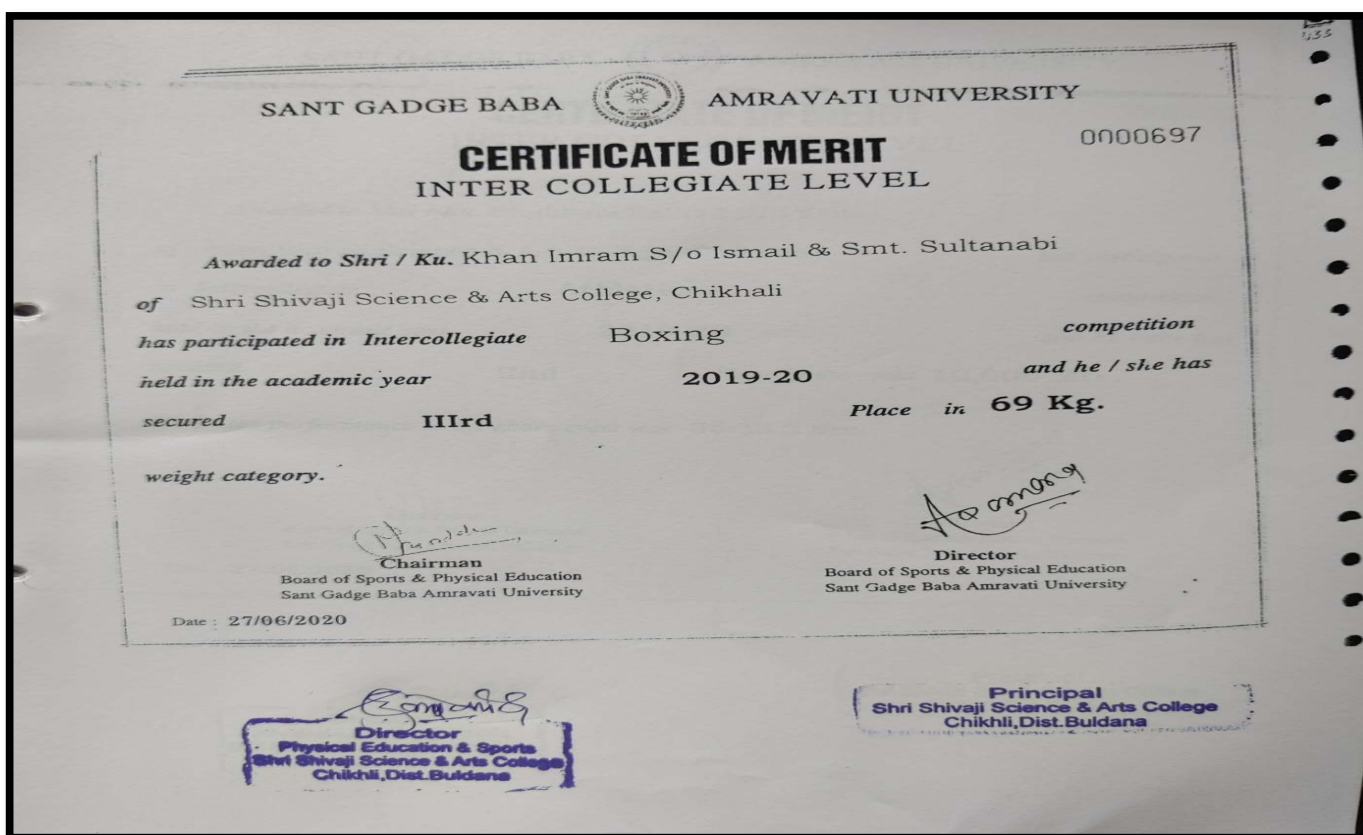 SANT GADGE BABA AMRAVATI UNIVERSITY
0000697
CERTIFICATE OF MERIT
INTER COLLEGIATE LEVEL
Awarded to Shri / Ku. Khan Imram S/o Ismail & Smt. Sultanabi
of Shri Shivaji Science & Arts College, Chikhali
has participated in Intercollegiate Boxing competition
held in the academic year 2019-20 and he / she has
secured IIIrd Place in 69 Kg.
weight category.
Chairman
Board of Sports & Physical Education
Sant Gadge Baba Amravati University
Director
Board of Sports & Physical Education
Sant Gadge Baba Amravati University
Date : 27/06/2020
Director
Physical Education & Sports
Shri Shivaji Science & Arts College
Chikhli,Dist.Buldana
Principal
Shri Shivaji Science & Arts College
Chikhli,Dist.Buldana